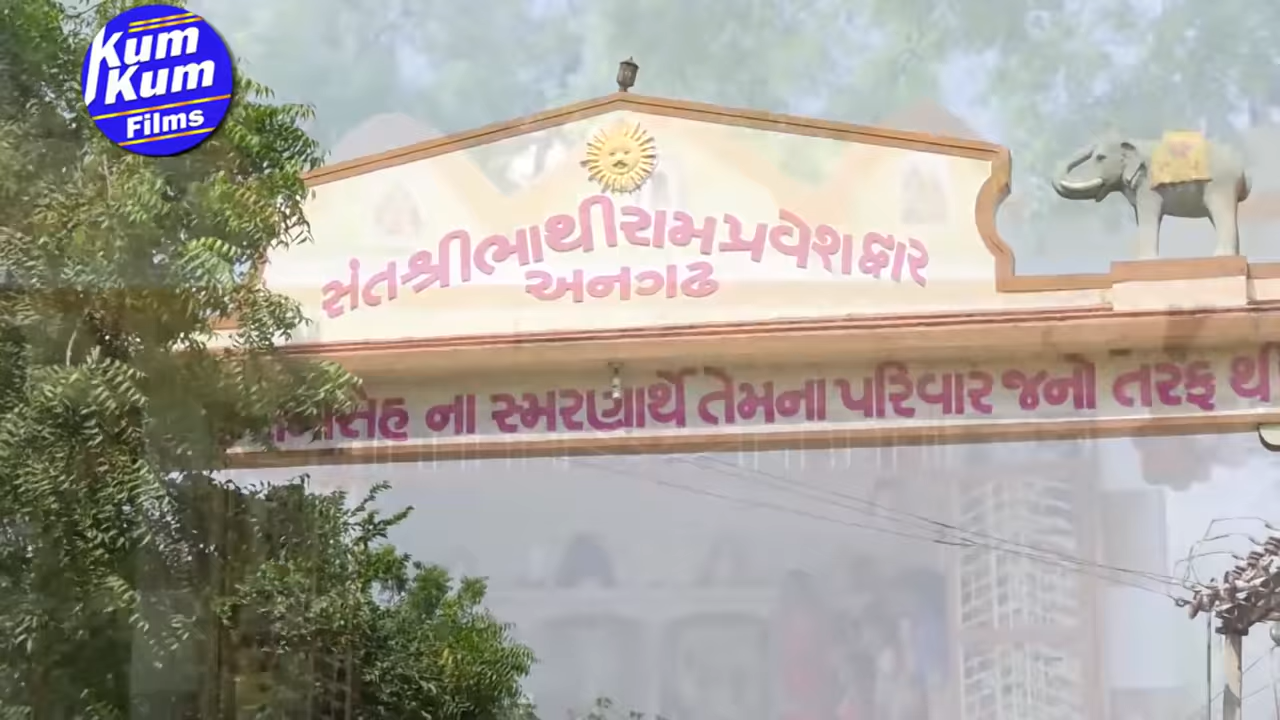 Kum
Kum
Films
સંતશ્રીભાથીરામપ્રવેશદ્વાર
અનગઢ
ના સ્મરણાર્થે તેમના પરિવાર જનો તરફ થી